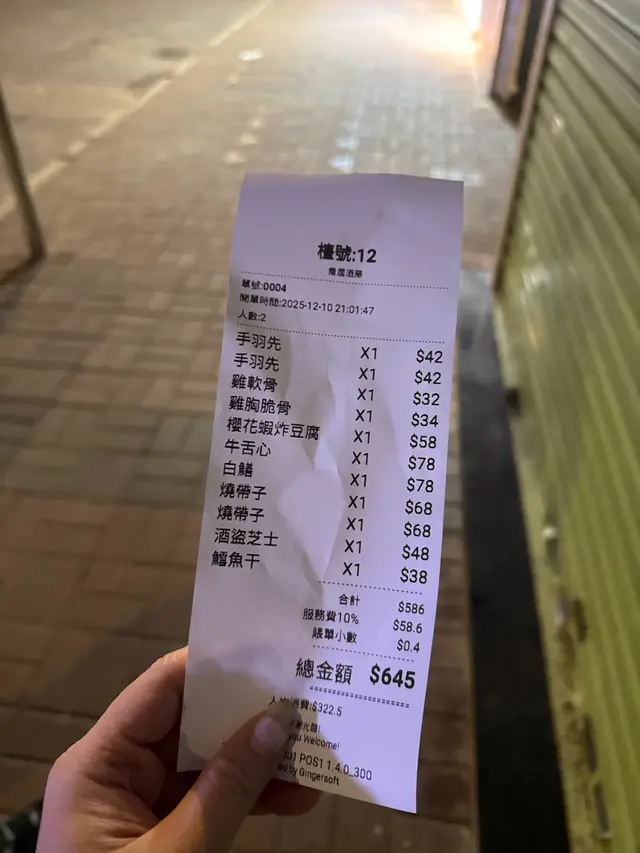 檯號:12
單號:0004
開單時間:2025-12-10 21:01:47
人數:2
手羽先 X1 $42
手羽先 X1 $42
雞軟骨 X1 $32
雞胸脆骨 X1 $34
櫻花蝦炸豆腐 X1 $58
牛舌心 X1 $78
白鱔 X1 $78
燒帶子 X1 $68
燒帶子 X1 $68
酒盜芝士 X1 $48
鱈魚干 X1 $38
合計 $586
服務費10% $58.6
賬單小數 $0.4
總金額 $645
消費:$322.5
you Welcome!
POS1 1.4.0_300
by Gingersoft